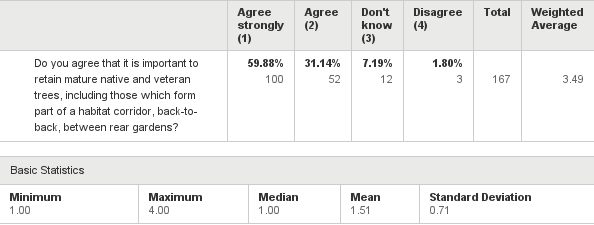 Agree strongly (1) Agree (2) Don't know (3) Disagree (4) Total Weighted Average
Do you agree that it is important to
retain mature native and veteran
trees, including those which form
part of a habitat corridor, back-to-
back, between rear gardens?
59.88% 31.14% 7.19% 1.80%
100 52 12 3 167 3.49
Basic Statistics
Minimum Maximum Median Mean Standard Deviation
1.00 4.00 1.00 1.51 0.71